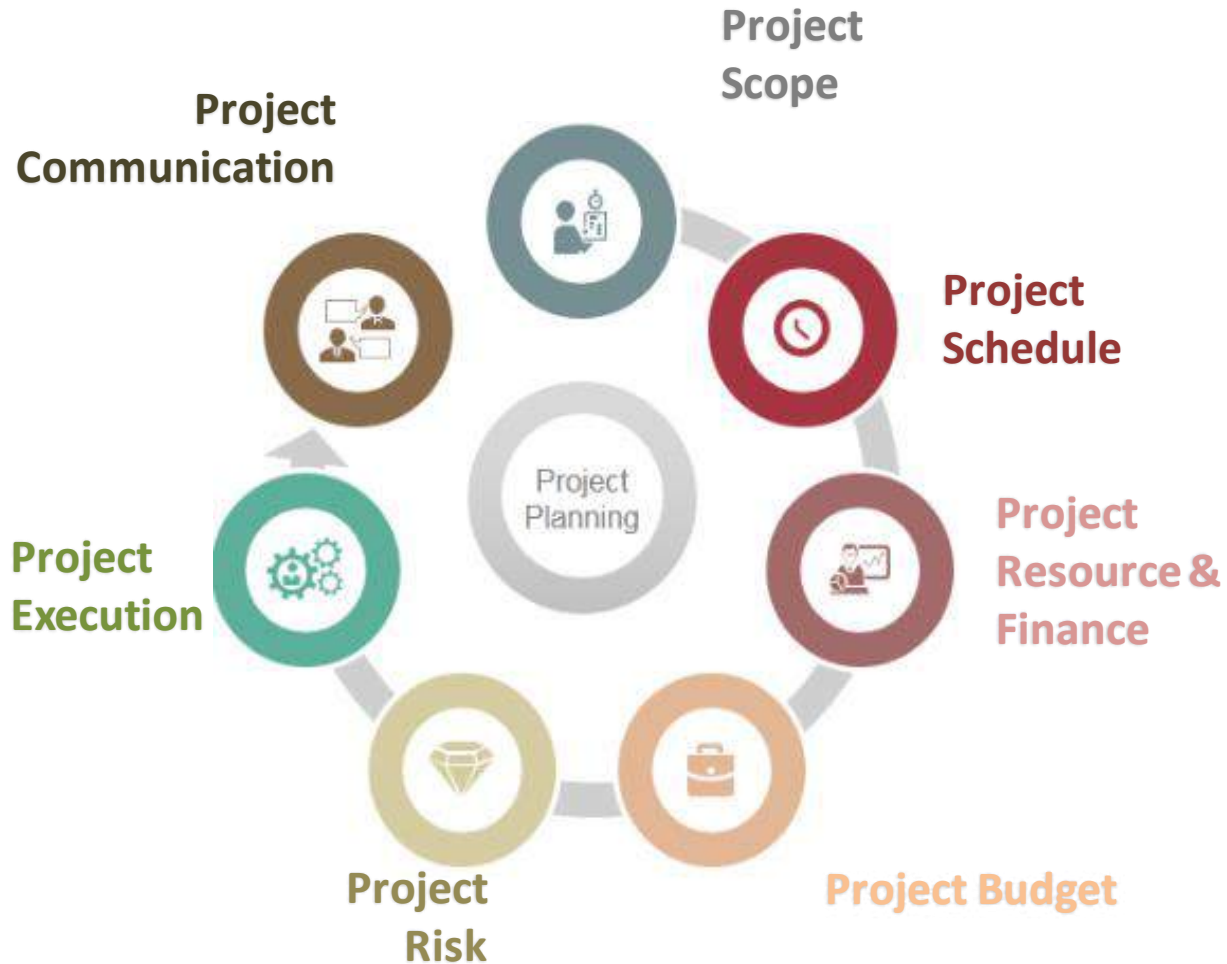 Project
Scope
Project
Communication
Project
Schedule
Project
Planning
Project
Resource &
Finance
Project
Execution
Project Budget
Project
Risk